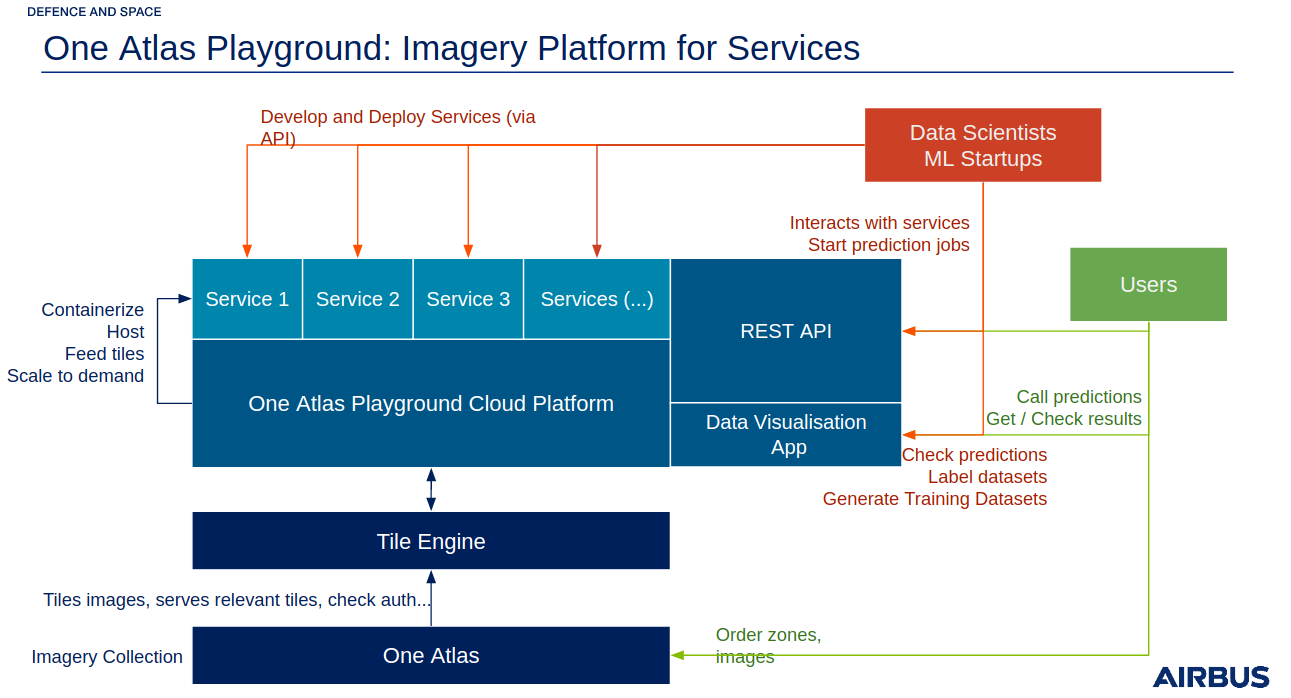 DEFENCE AND SPACE
One Atlas Playground: Imagery Platform for Services
Develop and Deploy Services (via
API)
Data Scientists
ML Startups
Interacts with services
Start prediction jobs
Users
Service 1
Service 2
Service 3
Services (...)
REST API
Containerize
Host
Feed tiles
Scale to demand
One Atlas Playground Cloud Platform
Data Visualisation
App
Call predictions
Get / Check results
Check predictions
Label datasets
Generate Training Datasets
Tile Engine
Tiles images, serves relevant tiles, check auth...
Imagery Collection
One Atlas
Order zones,
images
AIRBUS